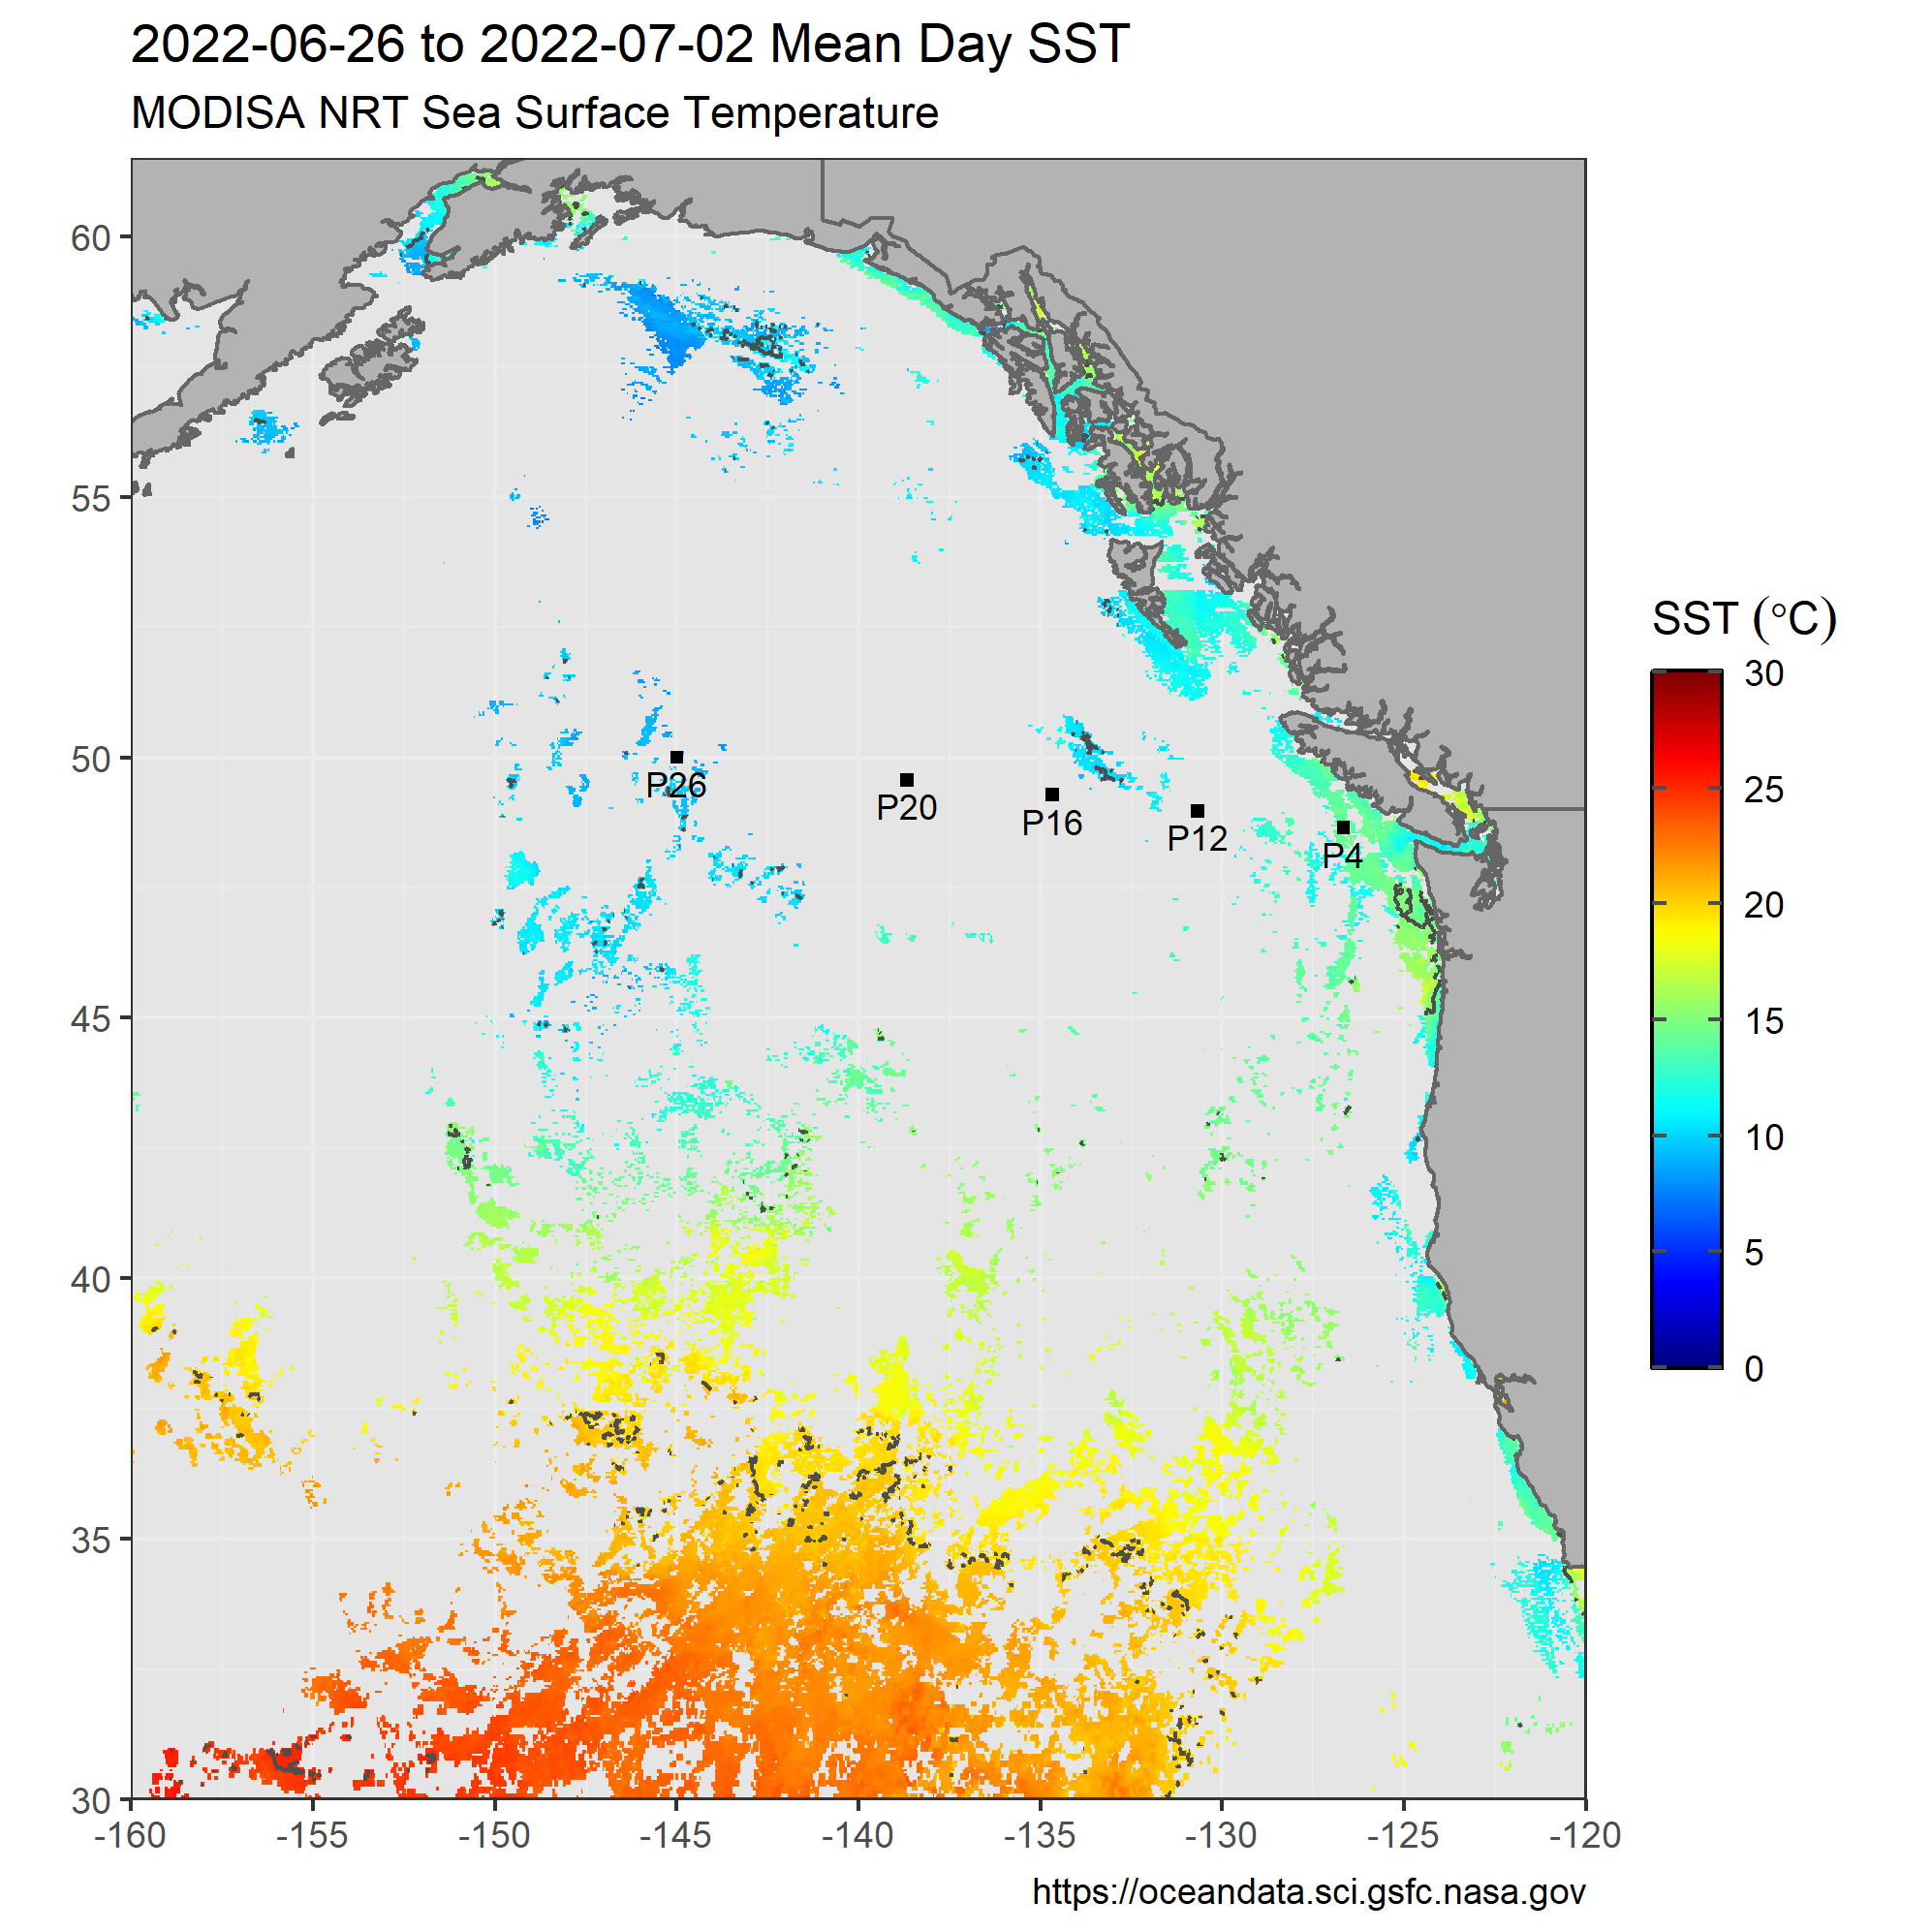 2022-06-26 to 2022-07-02 Mean Day SST
MODISA NRT Sea Surface Temperature
60
55
50
45
40
35
30
-160
-155
-150
-145
-140
-135
-130
-125
-120
P26
P20
P16
P12
P4
SST (°C)
30
25
20
15
10
5
0
https://oceandata.sci.gsfc.nasa.gov